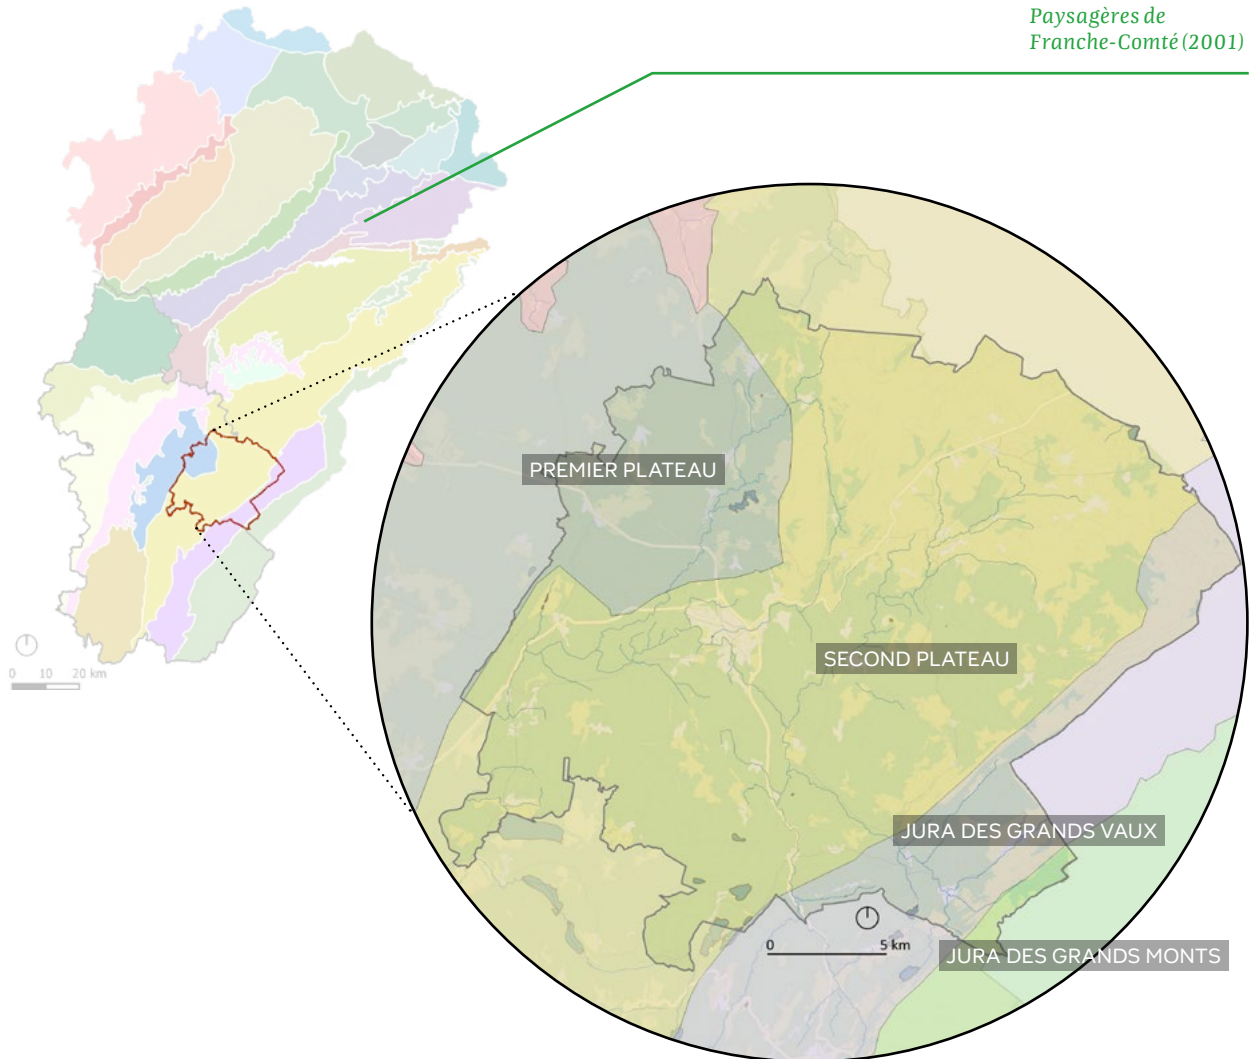 Paysagères de
Franche-Comté (2001)
PREMIER PLATEAU
SECOND PLATEAU
0 10 20 km
JURA DES GRANDS VAUX
0 5 km
JURA DES GRANDS MONTS